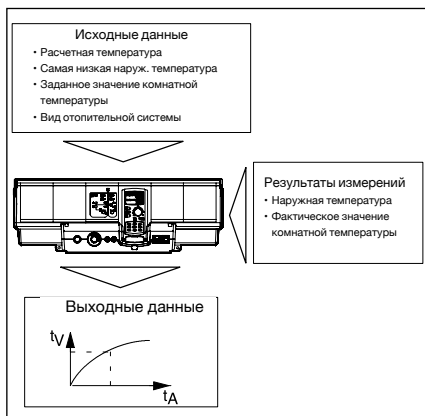 Исходные данные
• Расчетная температура
• Самая низкая наруж. температура
• Заданное значение комнатной
температуры
• Вид отопительной системы
Результаты измерений
• Наружная температура
• Фактическое значение
комнатной температуры
Выходные данные
tV
tA